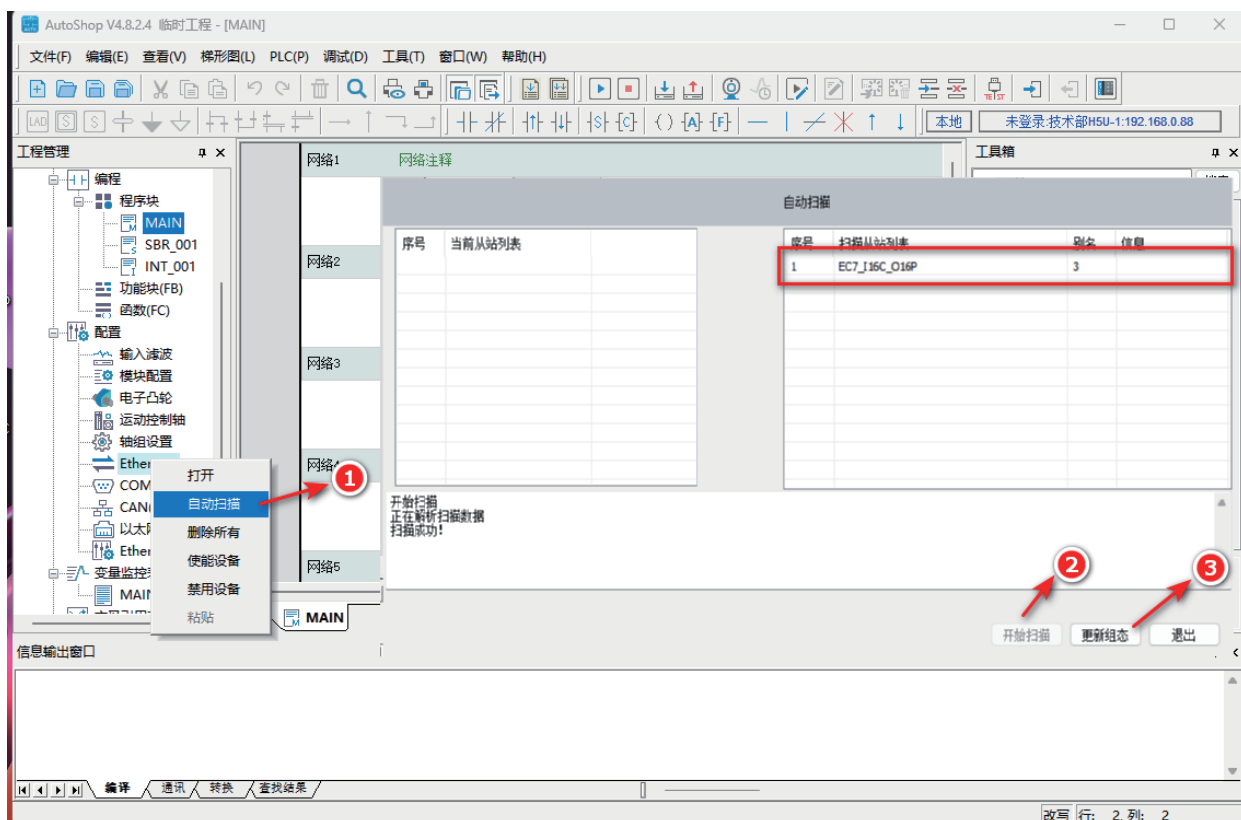 AutoShop V4.8.2.4 临时工程 - [MAIN]
文件(F) 编辑(E) 查看(V) 梯形图(L) PLC(P) 调试(D) 工具(T) 窗口(W) 帮助(H)
本地 未登录:技术部H5U-1:192.168.0.88
工程管理
编程
程序块
MAIN
SBR_001
INT_001
功能块(FB)
函数(FC)
配置
输入滤波
模块配置
电子凸轮
运动控制轴
轴组设置
Ether
COM
CAN(
以太
Ether
变量监控
MAI
打开
自动扫描
删除所有
使能设备
禁用设备
粘贴
网络1 网络注释
网络2
网络3
网络4
网络5
MAIN
工具箱
自动扫描
序号 当前从站列表
序号 扫描从站列表 别名 信息
1 EC7_I16C_O16P 3
开始扫描
正在解析扫描数据
扫描成功!
1
2
3
开始扫描 更新组态 退出
信息输出窗口
编译 通讯 转换 查找结果
改写 行: 2, 列: 2